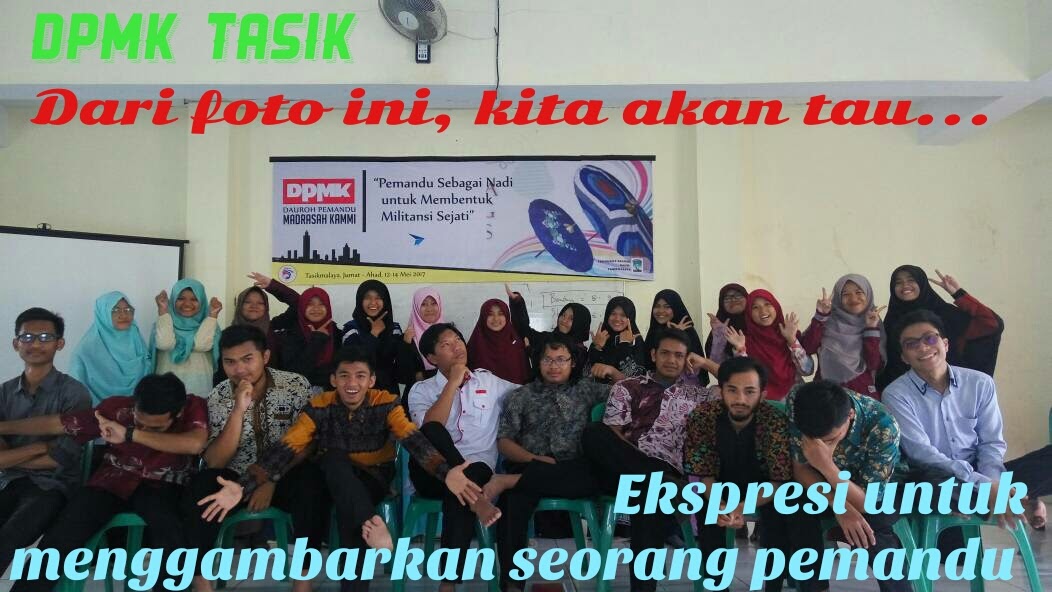 DPMK TASIK
Dari foto ini, kita akan tau...
DPMK
DAUROH PEMANDU
MADRASAH KAMMI
"Pemandu Sebagai Nadi
untuk Membentuk
Militansi Sejati"
Tasikmalaya, Jumat - Ahad, 12-14 Mei 2017
Ekspresi untuk
menggambarkan seorang pemandu